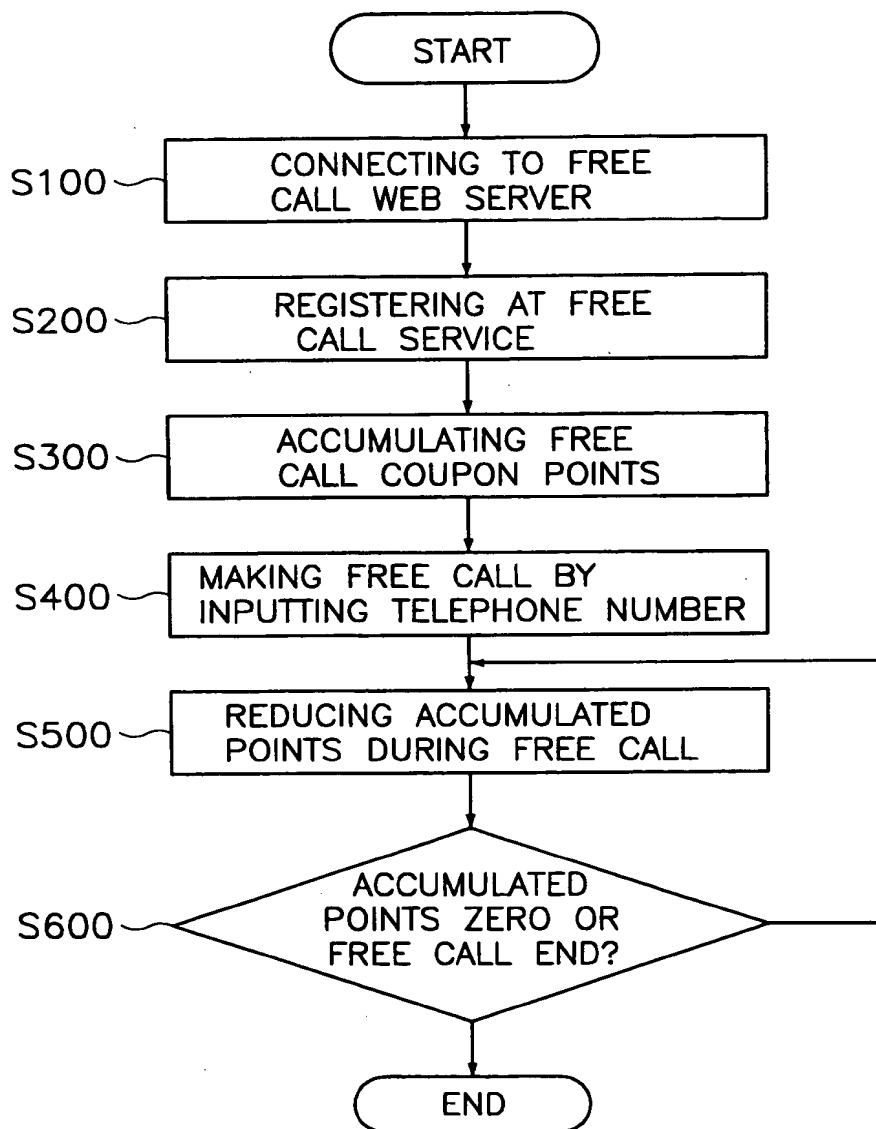 START
S100
CONNECTING TO FREE
CALL WEB SERVER
S200
REGISTERING AT FREE
CALL SERVICE
S300
ACCUMULATING FREE
CALL COUPON POINTS
S400
MAKING FREE CALL BY
INPUTTING TELEPHONE NUMBER
S500
REDUCING ACCUMULATED
POINTS DURING FREE CALL
S600
ACCUMULATED
POINTS ZERO OR
FREE CALL END?
END